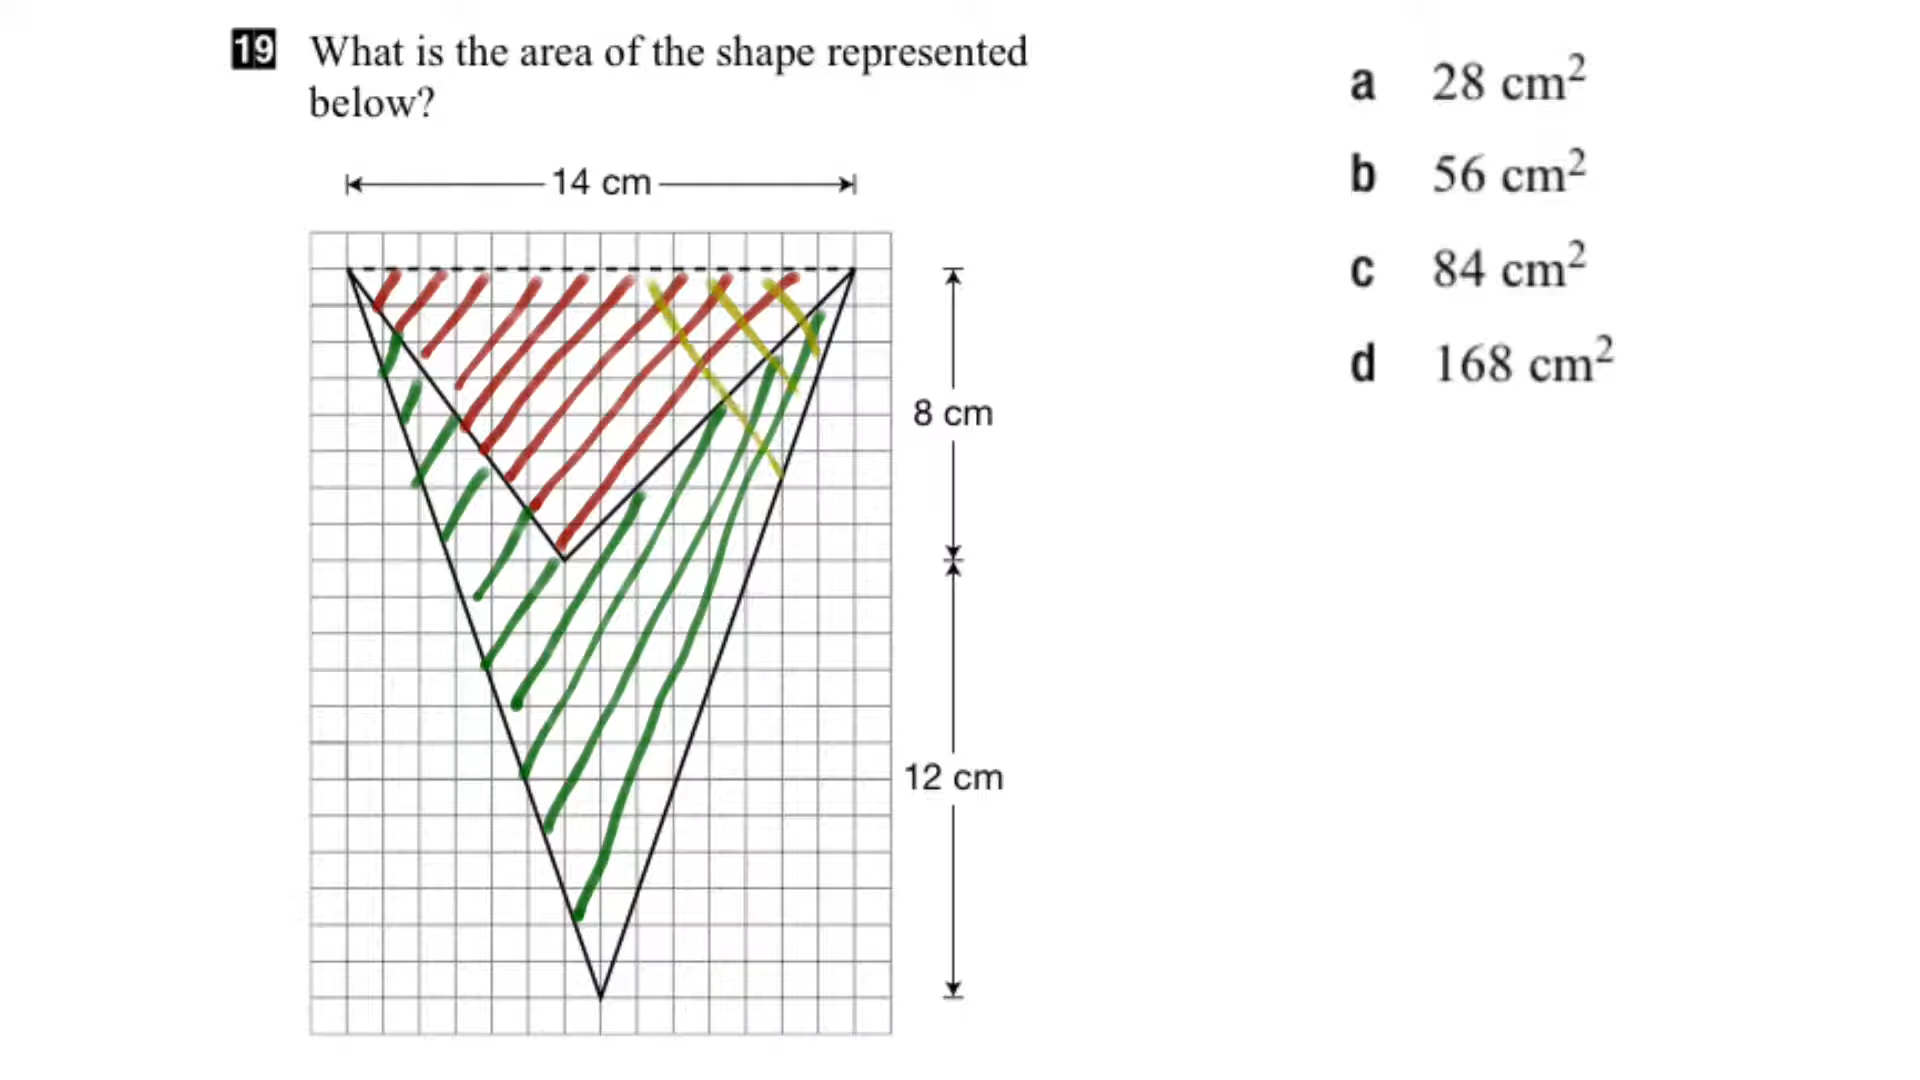 19 What is the area of the shape represented
below?
14 cm
8 cm
12 cm
a 28 cm²
b 56 cm²
c 84 cm²
d 168 cm²